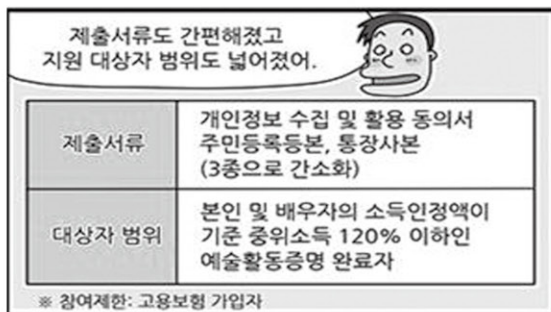 제출서류도 간편해졌고
지원 대상자 범위도 넓어졌어.
제출서류
개인정보 수집 및 활용 동의서
주민등록등본, 통장사본
(3종으로 간소화)
대상자 범위
본인 및 배우자의 소득인정액이
기준 중위소득 120% 이하인
예술활동증명 완료자
※ 참여제한: 고용보험 가입자